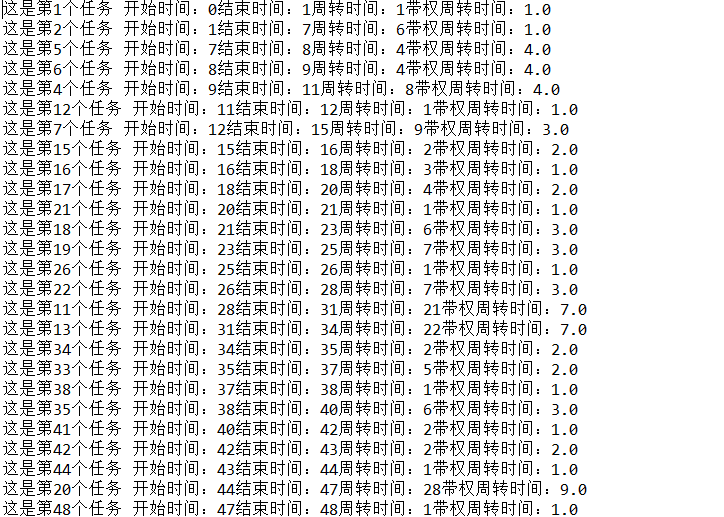 这是第1个任务 开始时间：0结束时间：1周转时间：1带权周转时间：1.0
这是第2个任务 开始时间：1结束时间：7周转时间：6带权周转时间：1.0
这是第5个任务 开始时间：7结束时间：8周转时间：4带权周转时间：4.0
这是第6个任务 开始时间：8结束时间：9周转时间：4带权周转时间：4.0
这是第4个任务 开始时间：9结束时间：11周转时间：8带权周转时间：4.0
这是第12个任务 开始时间：11结束时间：12周转时间：1带权周转时间：1.0
这是第7个任务 开始时间：12结束时间：15周转时间：9带权周转时间：3.0
这是第15个任务 开始时间：15结束时间：16周转时间：2带权周转时间：2.0
这是第16个任务 开始时间：16结束时间：18周转时间：3带权周转时间：1.0
这是第17个任务 开始时间：18结束时间：20周转时间：4带权周转时间：2.0
这是第21个任务 开始时间：20结束时间：21周转时间：1带权周转时间：1.0
这是第18个任务 开始时间：21结束时间：23周转时间：6带权周转时间：3.0
这是第19个任务 开始时间：23结束时间：25周转时间：7带权周转时间：3.0
这是第26个任务 开始时间：25结束时间：26周转时间：1带权周转时间：1.0
这是第22个任务 开始时间：26结束时间：28周转时间：7带权周转时间：3.0
这是第11个任务 开始时间：28结束时间：31周转时间：21带权周转时间：7.0
这是第13个任务 开始时间：31结束时间：34周转时间：22带权周转时间：7.0
这是第34个任务 开始时间：34结束时间：35周转时间：2带权周转时间：2.0
这是第33个任务 开始时间：35结束时间：37周转时间：5带权周转时间：2.0
这是第38个任务 开始时间：37结束时间：38周转时间：1带权周转时间：1.0
这是第35个任务 开始时间：38结束时间：40周转时间：6带权周转时间：3.0
这是第41个任务 开始时间：40结束时间：42周转时间：2带权周转时间：1.0
这是第42个任务 开始时间：42结束时间：43周转时间：2带权周转时间：2.0
这是第44个任务 开始时间：43结束时间：44周转时间：1带权周转时间：1.0
这是第20个任务 开始时间：44结束时间：47周转时间：28带权周转时间：9.0
这是第48个任务 开始时间：47结束时间：48周转时间：1带权周转时间：1.0